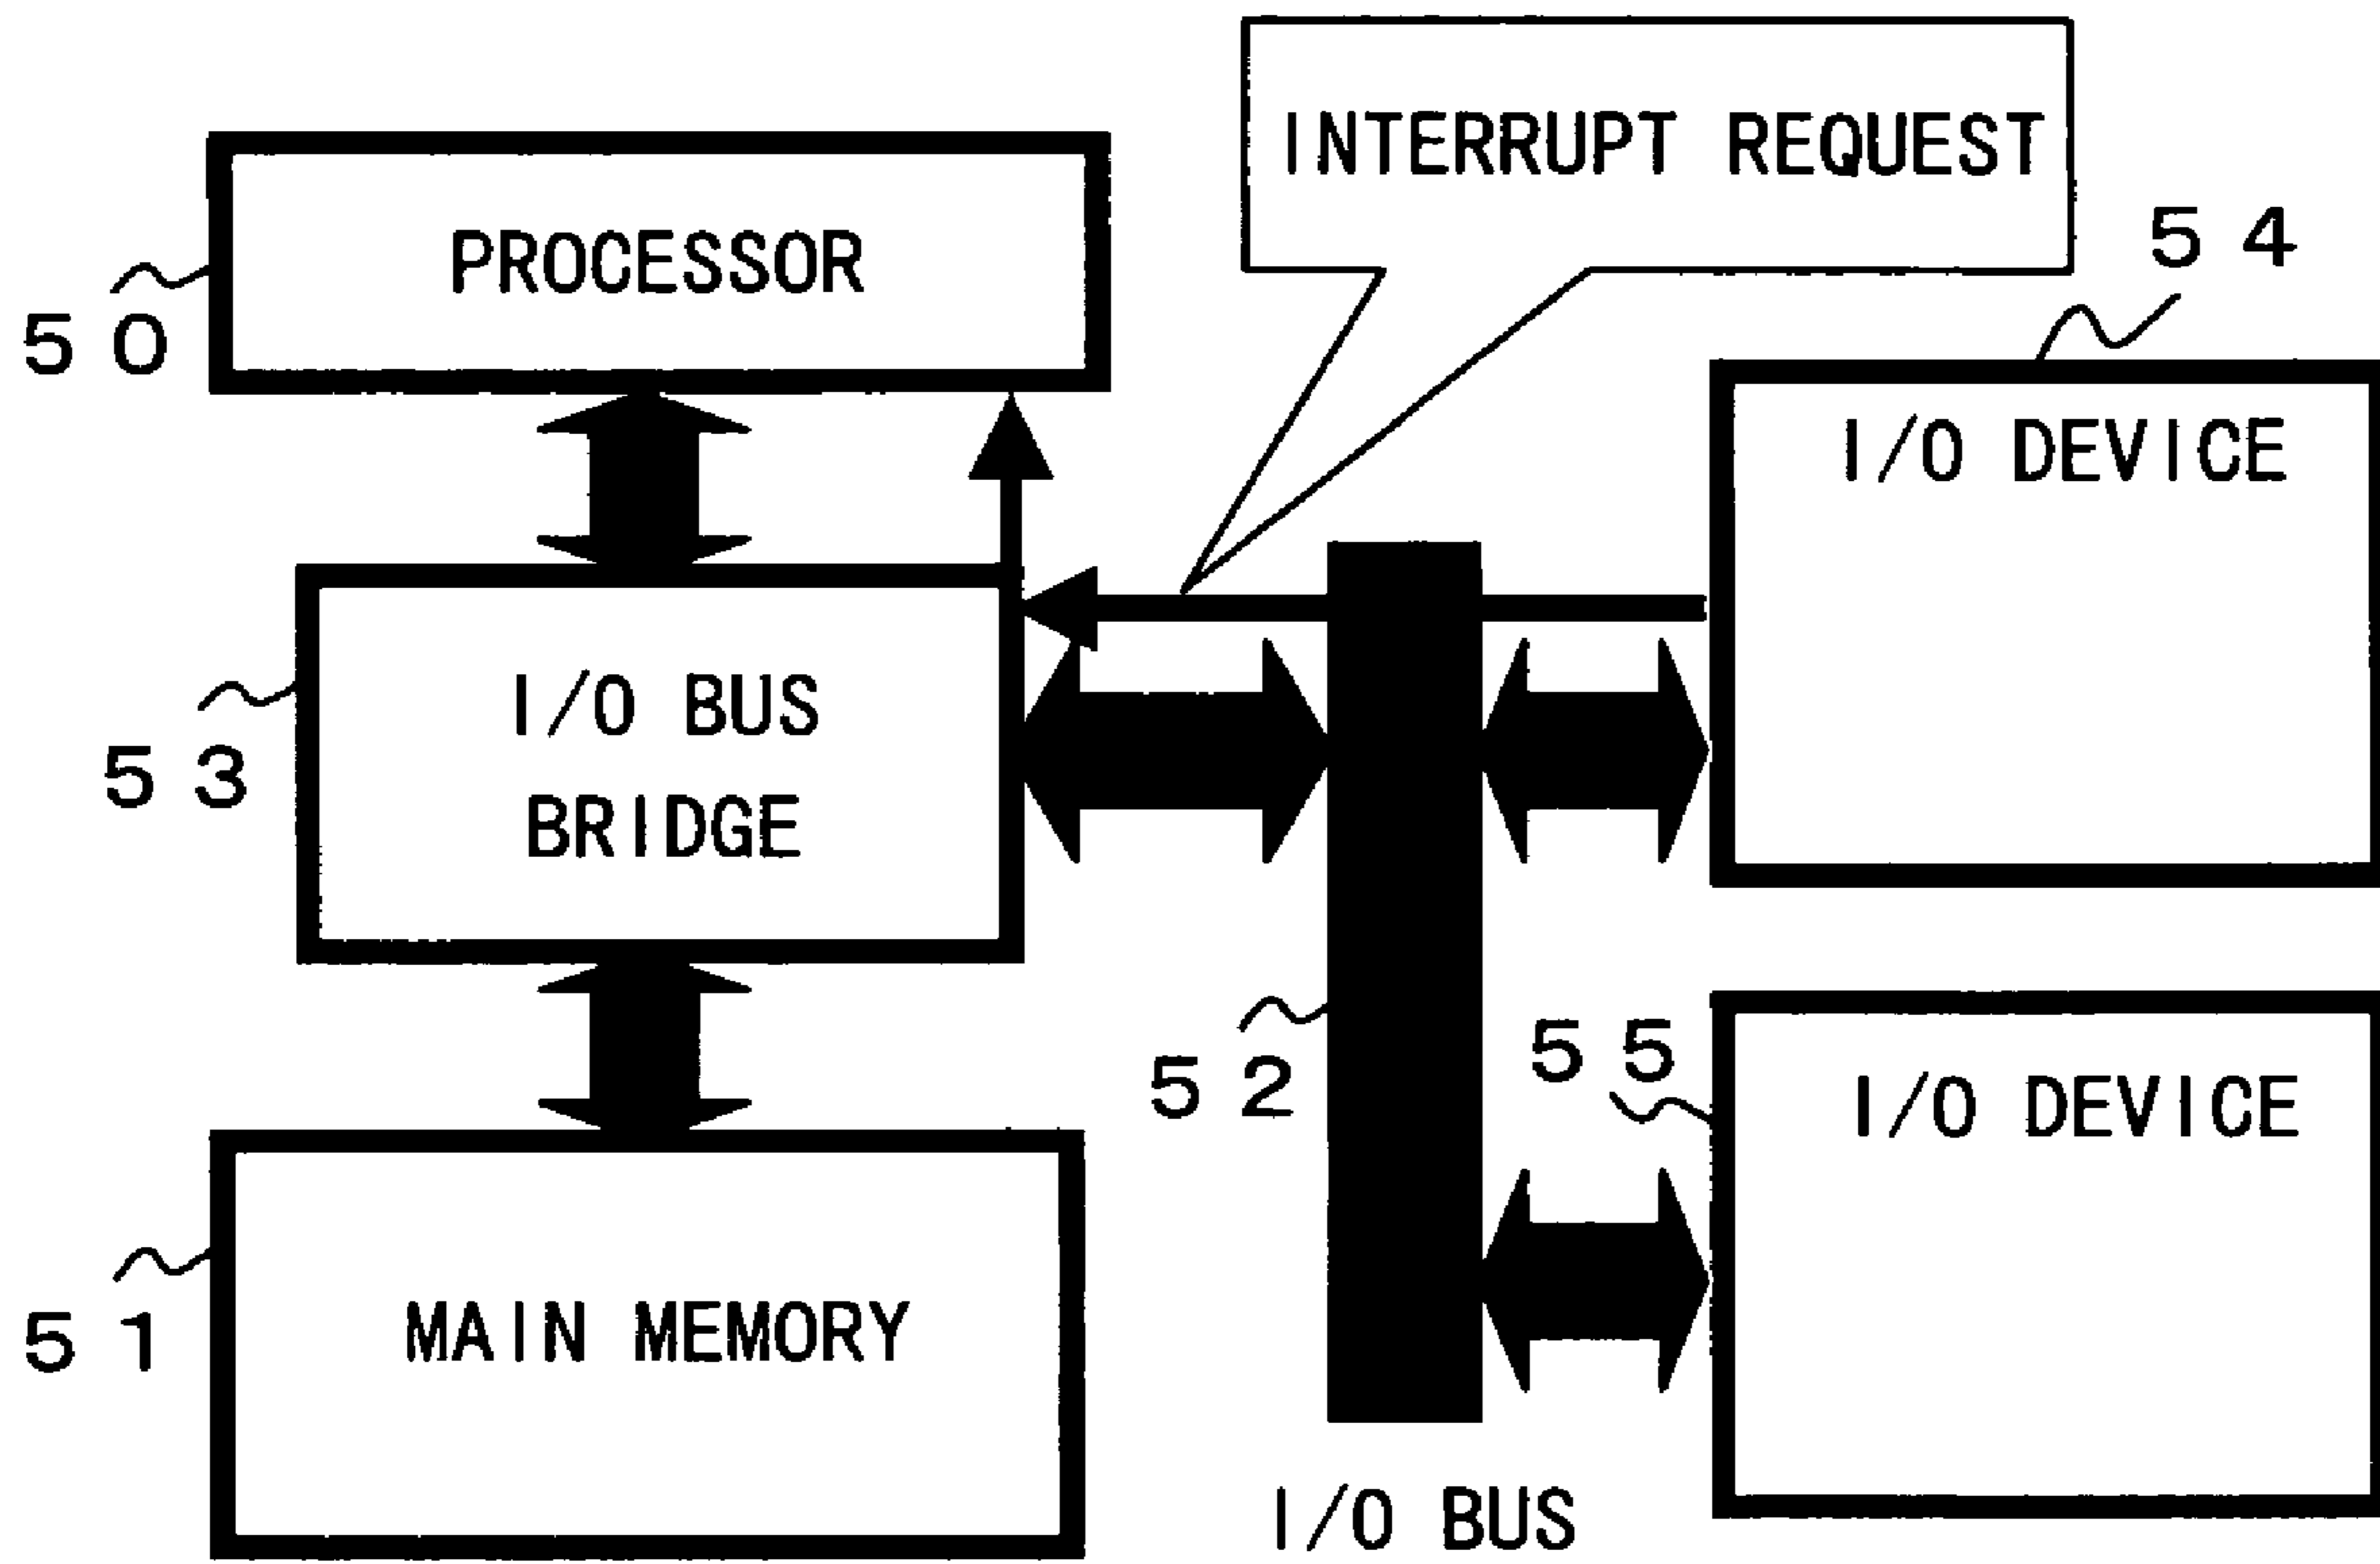 INTERRUPT REQUEST
54
PROCESSOR
50
I/O DEVICE
I/O BUS
BRIDGE
53
52
55
I/O DEVICE
MAIN MEMORY
51
I/O BUS